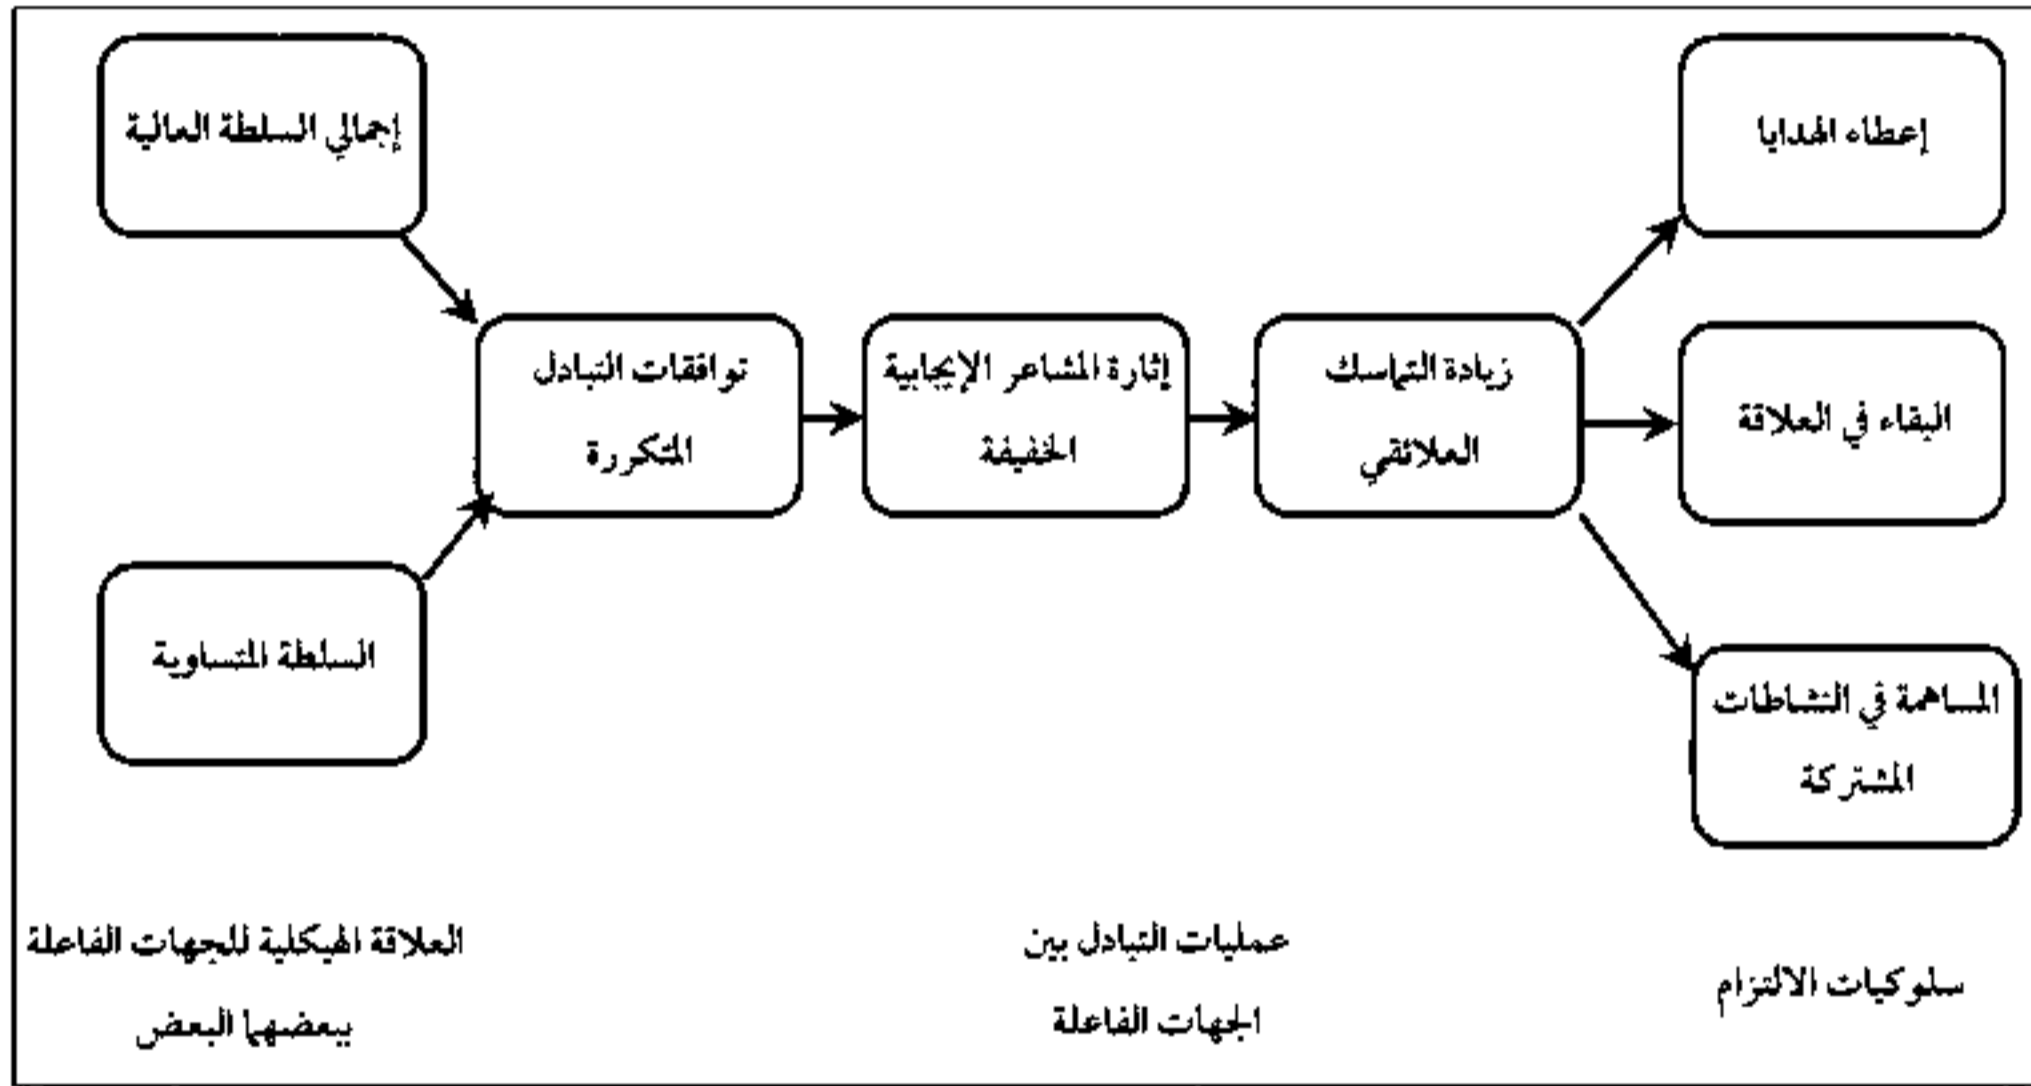 إجمالي السلطة العالية
السلطة المتساوية
توافقات التبادل
المتكررة
إثارة المشاعر الإيجابية
الخفيفة
زيادة التماسك
العلائقي
إعطاء الهدايا
البقاء في العلاقة
المساهمة في النشاطات
المشتركة
العلاقة الهيكلية للجهات الفاعلة
ببعضها البعض
عمليات التبادل بين
الجهات الفاعلة
سلوكيات الالتزام